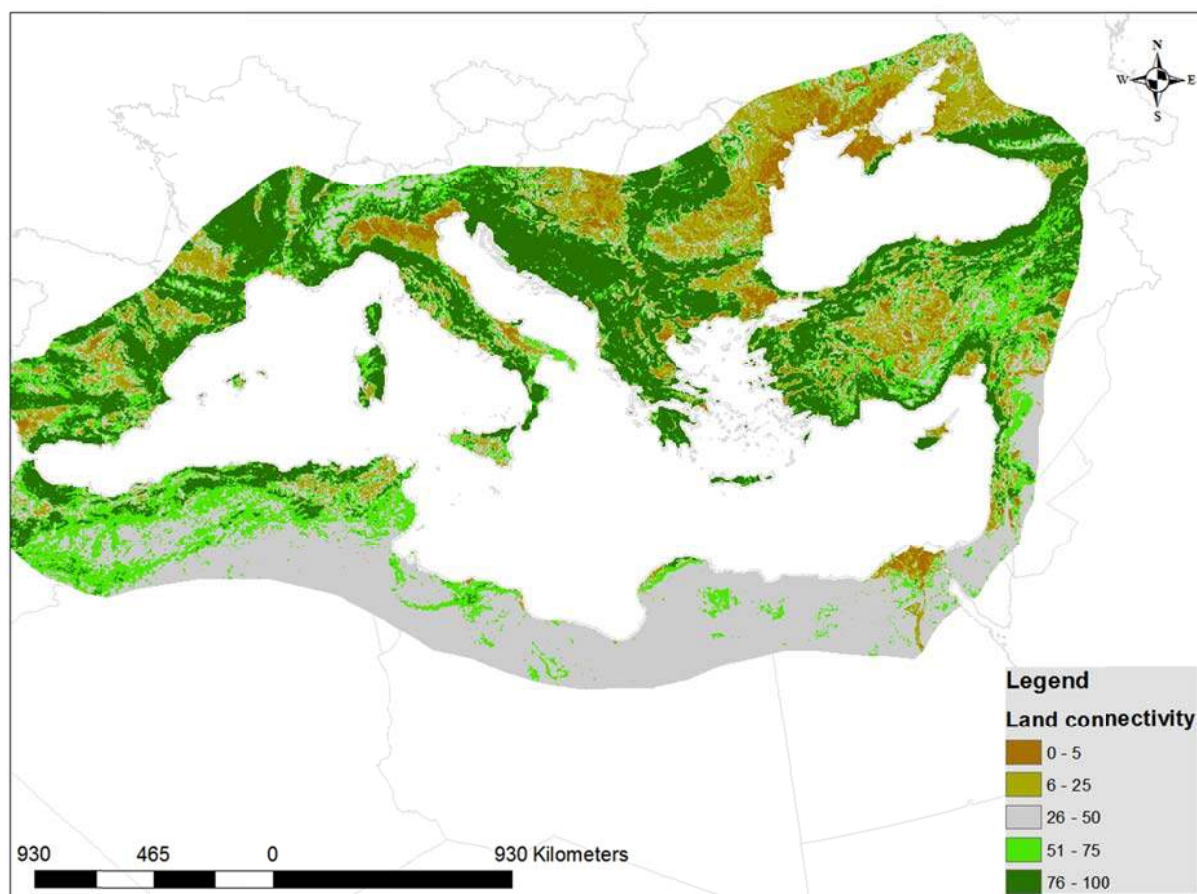 N
W E
S
Legend
Land connectivity
0 - 5
6 - 25
26 - 50
51 - 75
76 - 100
930 465 0 930 Kilometers